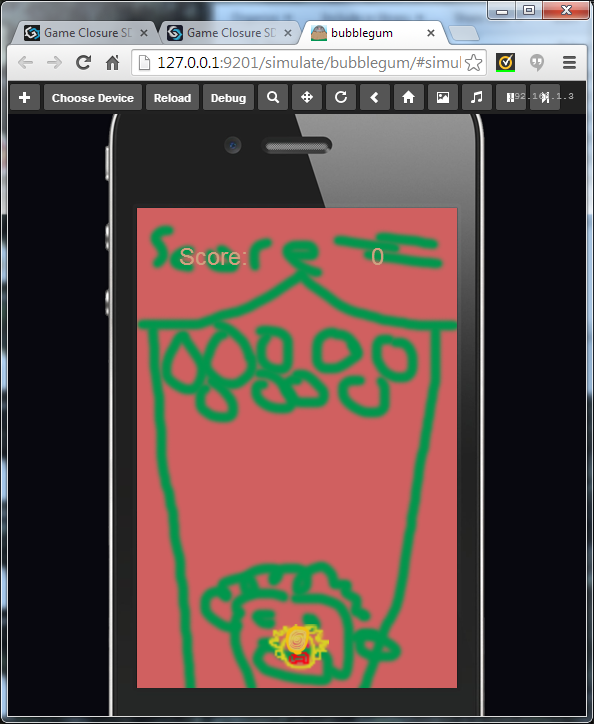 Game Closure SD
Game Closure SD
bubblegum
127.0.0.1:9201/simulate/bubblegum/#simul
Choose Device
Reload
Debug
Score
Score: 0